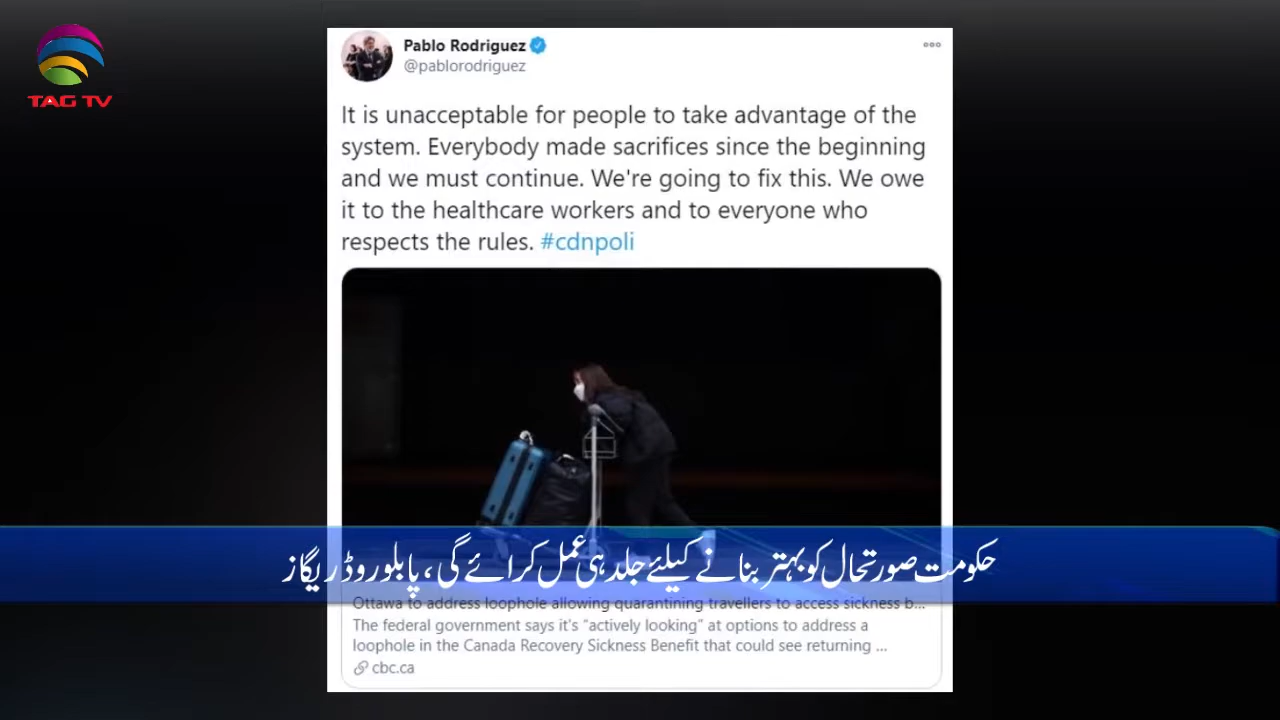 TAG TV
Pablo Rodriguez
@pablorodriguez
It is unacceptable for people to take advantage of the
system. Everybody made sacrifices since the beginning
and we must continue. We're going to fix this. We owe
it to the healthcare workers and to everyone who
respects the rules. #cdnpoli
حکومت صورتحال کو بہتر بنانے کیلئے جلد ہی عمل کرائے گی، پابلو روڈریگاز
Ottawa to address loophole allowing quarantining travellers to access sickness b...
The federal government says it's “actively looking” at options to address a
loophole in the Canada Recovery Sickness Benefit that could see returning ...
cbc.ca